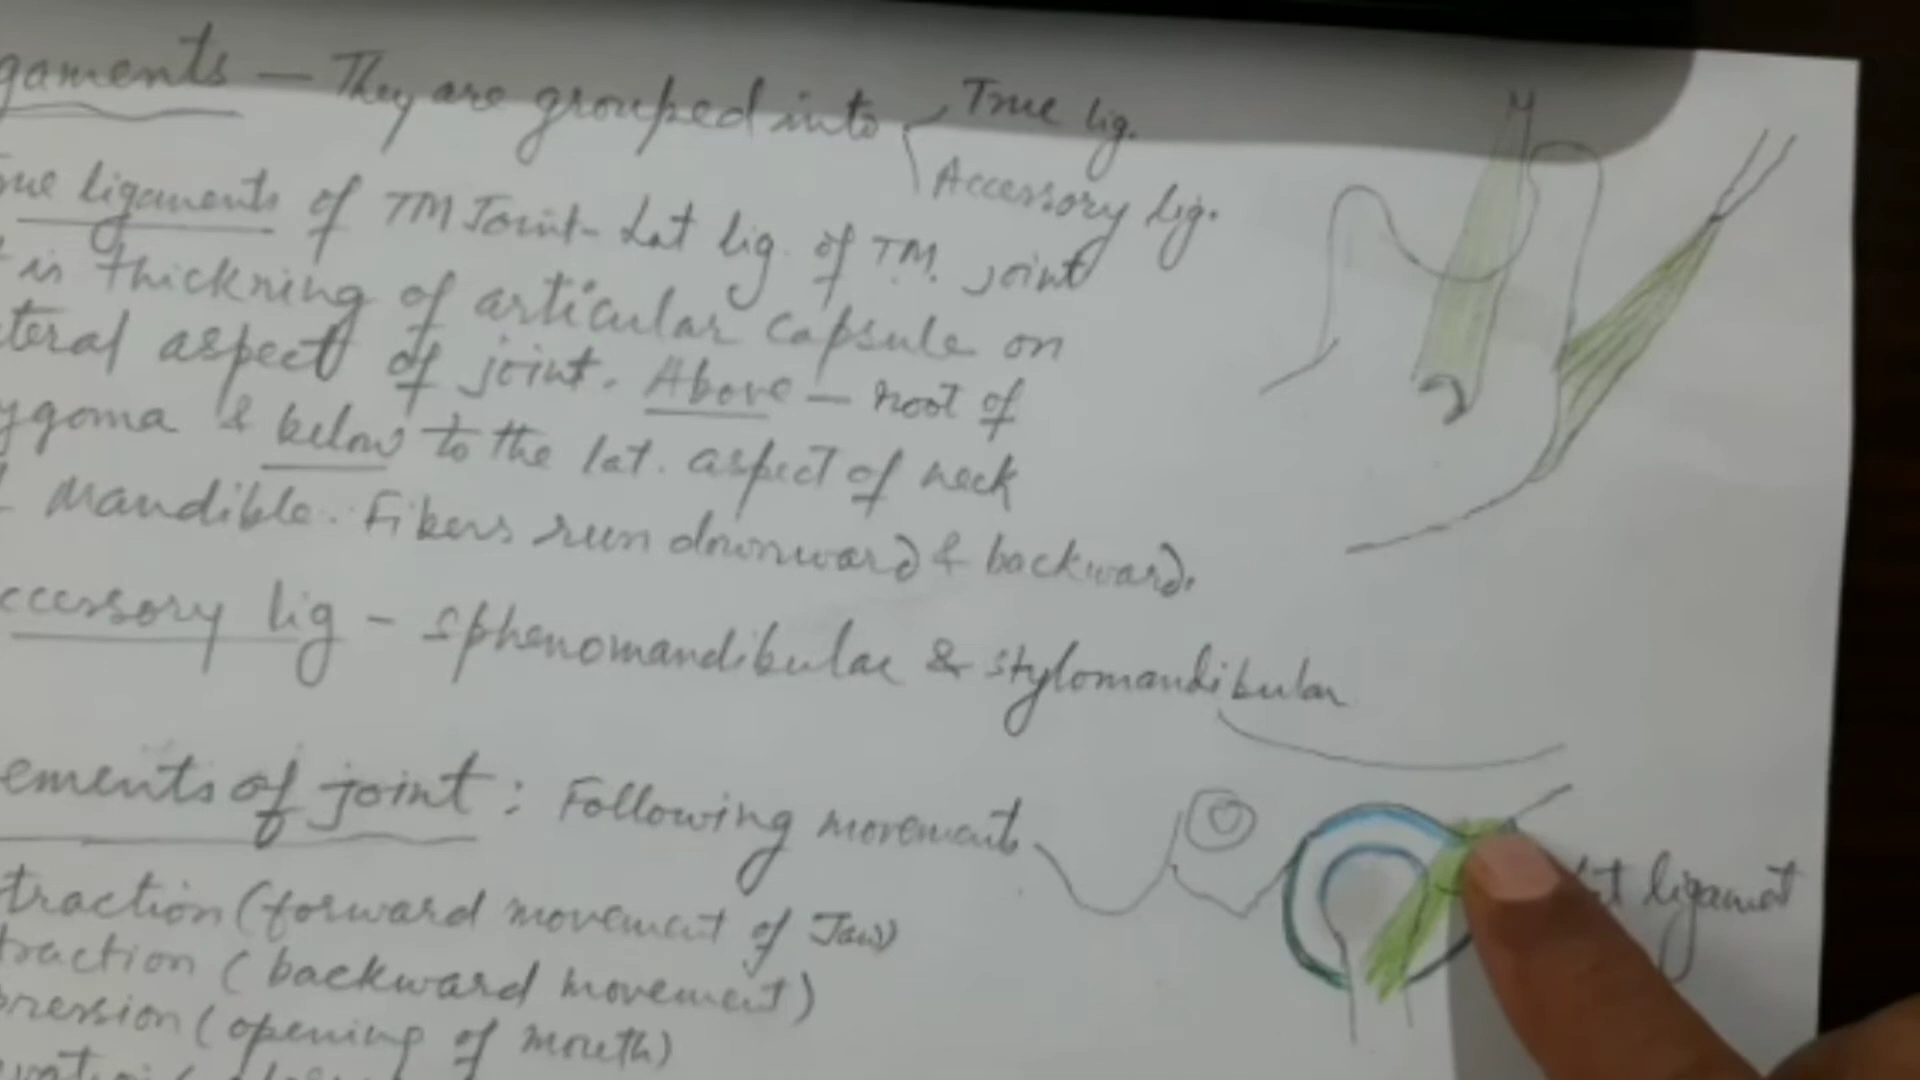 gaments — They are grouped into True lig.
Accessory lig.
ue ligaments of TM Joint - Lat lig. of T.M. joint
is thickning of articular capsule on
teral aspect of joint. Above — root of
ygoma & below to the lat. aspect of neck
Mandible. Fibers run downward & backward.
ccessory lig - sphenomandibular & stylomandibular
ements of joint : Following movements
traction (forward movement of Jaw)
traction (backward movement)
pression (opening of mouth)
t ligament